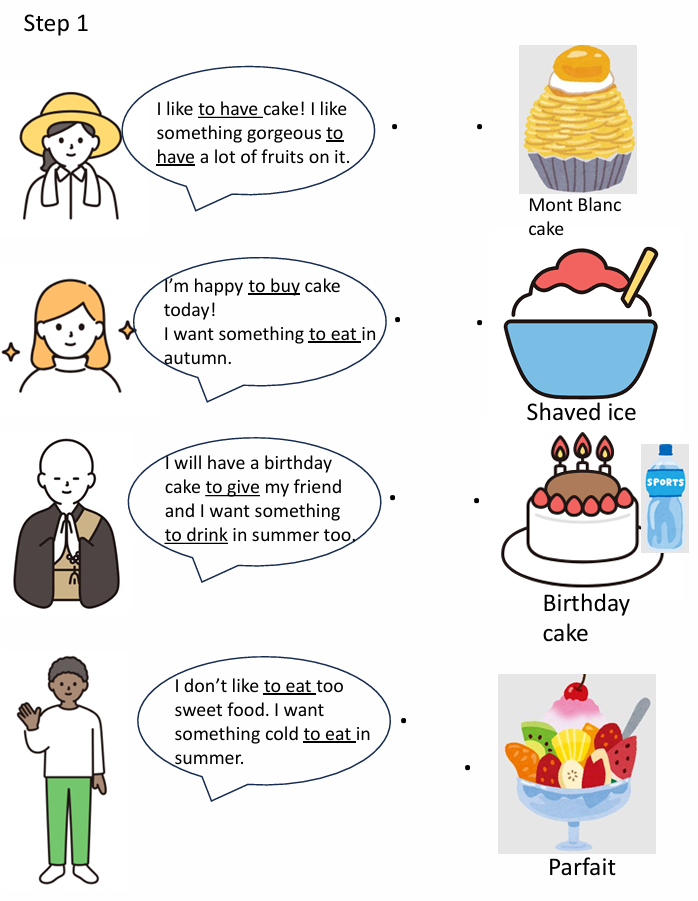 Step 1
I like to have cake! I like
something gorgeous to
have a lot of fruits on it.
Mont Blanc
cake
I'm happy to buy cake
today!
I want something to eat in
autumn.
Shaved ice
I will have a birthday
cake to give my friend
and I want something
to drink in summer too.
SPORTS
Birthday
cake
I don't like to eat too
sweet food. I want
something cold to eat in
summer.
Parfait